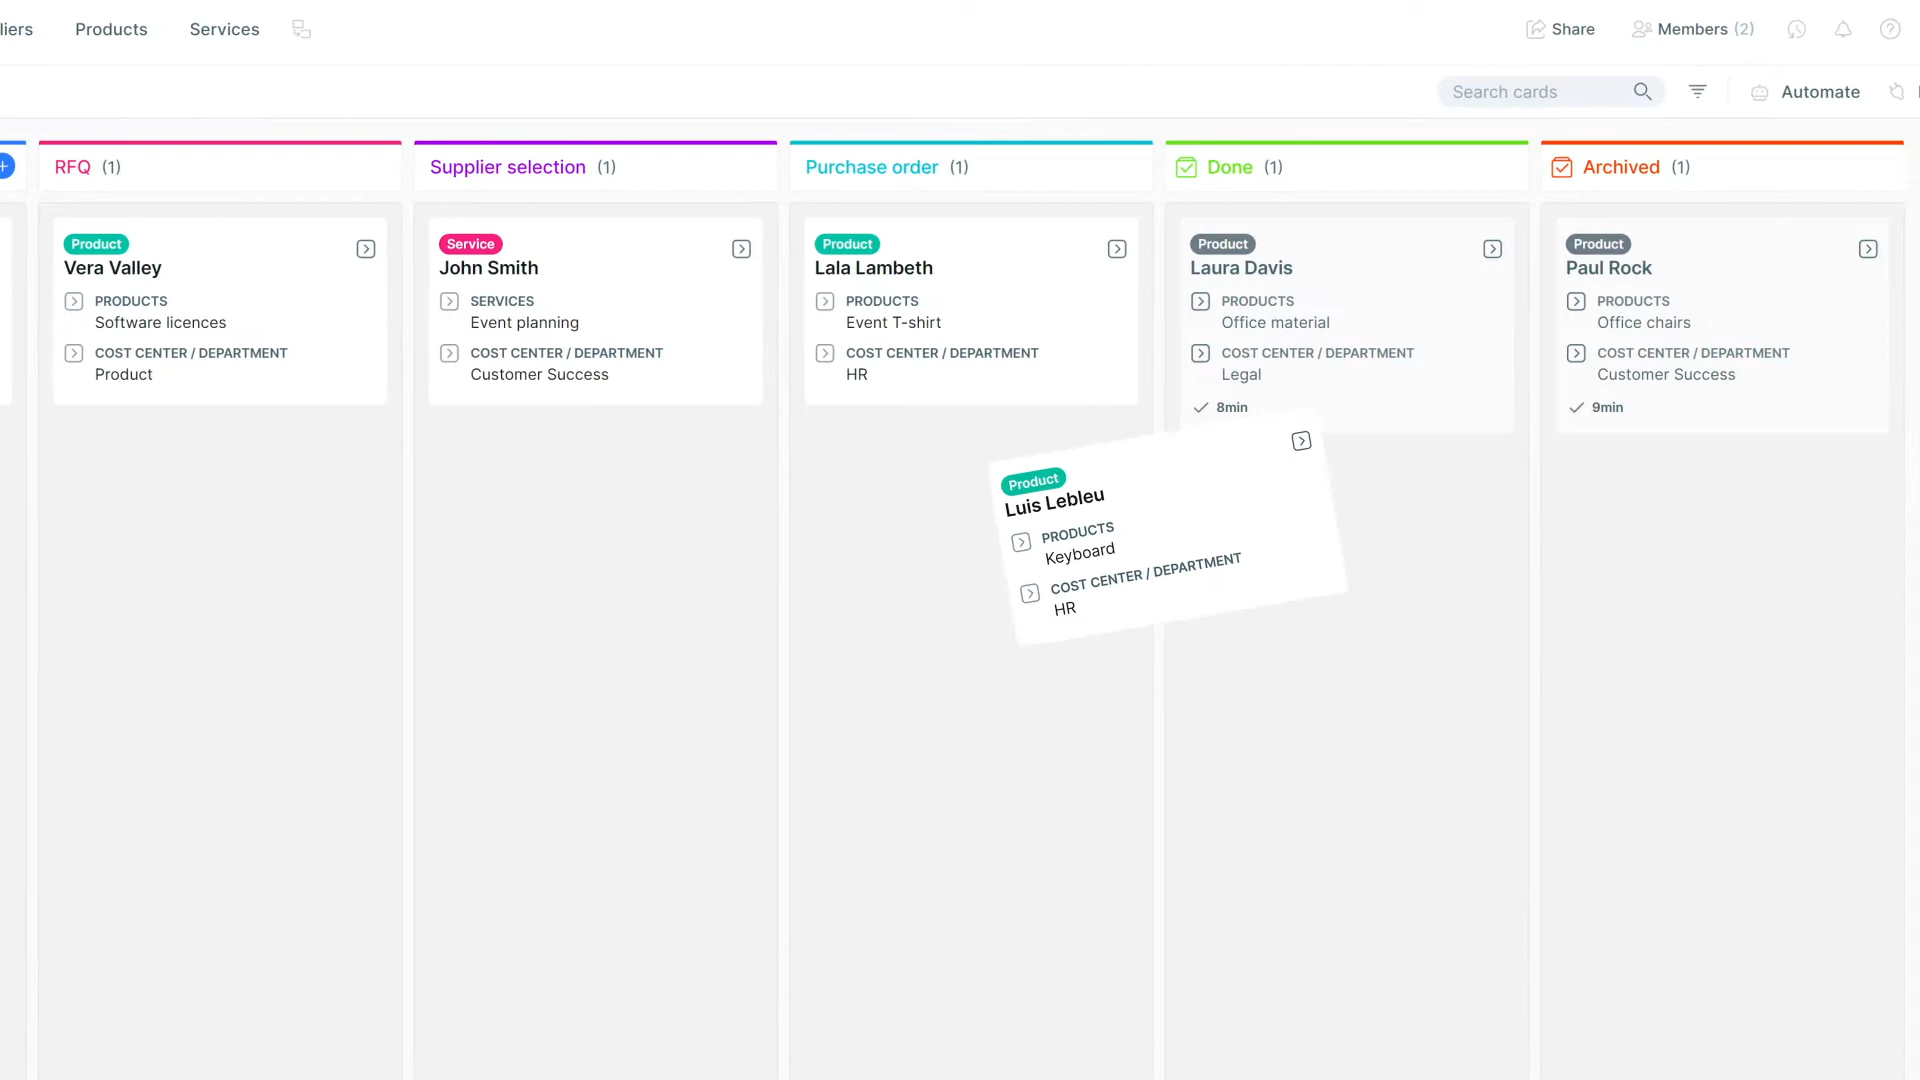 liers Products Services Share Members (2)
Search cards Automate
RFQ (1)
Supplier selection (1)
Purchase order (1)
Done (1)
Archived (1)
Product
Vera Valley
PRODUCTS
Software licences
COST CENTER / DEPARTMENT
Product
Service
John Smith
SERVICES
Event planning
COST CENTER / DEPARTMENT
Customer Success
Product
Lala Lambeth
PRODUCTS
Event T-shirt
COST CENTER / DEPARTMENT
HR
Product
Laura Davis
PRODUCTS
Office material
COST CENTER / DEPARTMENT
Legal
8min
Product
Paul Rock
PRODUCTS
Office chairs
COST CENTER / DEPARTMENT
Customer Success
9min
Product
Luis Lebleu
PRODUCTS
Keyboard
COST CENTER / DEPARTMENT
HR